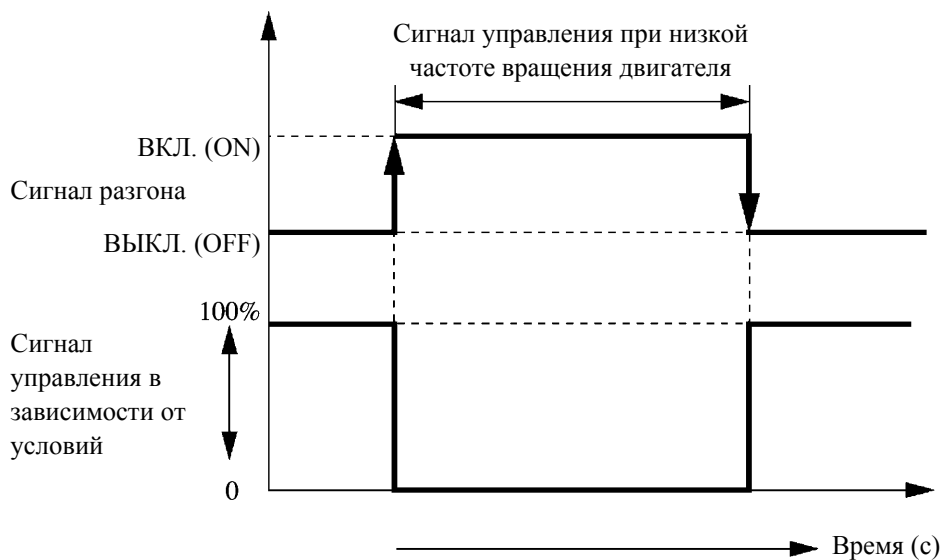 Сигнал управления при низкой
частоте вращения двигателя
ВКЛ. (ON)
Сигнал разгона
ВЫКЛ. (OFF)
100%
Сигнал
управления в
зависимости от
условий
0
Время (с)